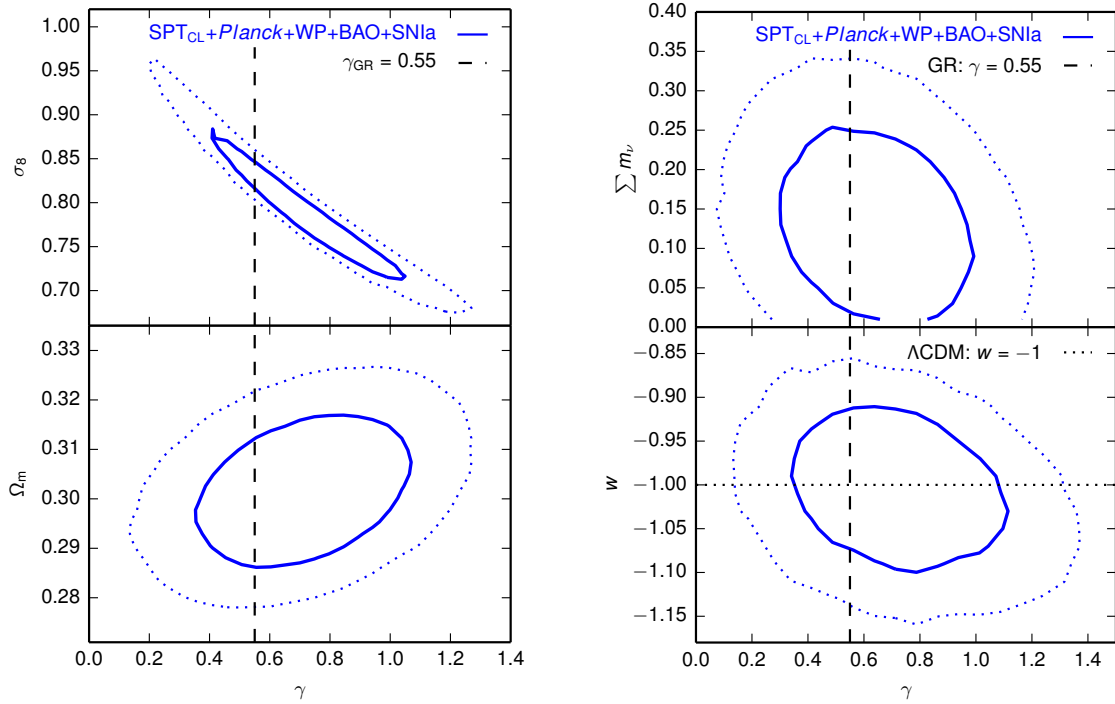 SPT_CL+Planck+WP+BAO+SNIa
γ_GR = 0.55
1.00
0.95
0.90
0.85
0.80
0.75
0.70
σ_8
0.33
0.32
0.31
0.30
0.29
0.28
Ω_m
0.0 0.2 0.4 0.6 0.8 1.0 1.2 1.4
γ
SPT_CL+Planck+WP+BAO+SNIa
GR: γ = 0.55
0.40
0.35
0.30
0.25
0.20
0.15
0.10
0.05
0.00
∑ m_ν
ΛCDM: w = −1
−0.85
−0.90
−0.95
−1.00
−1.05
−1.10
−1.15
w
0.0 0.2 0.4 0.6 0.8 1.0 1.2 1.4
γ